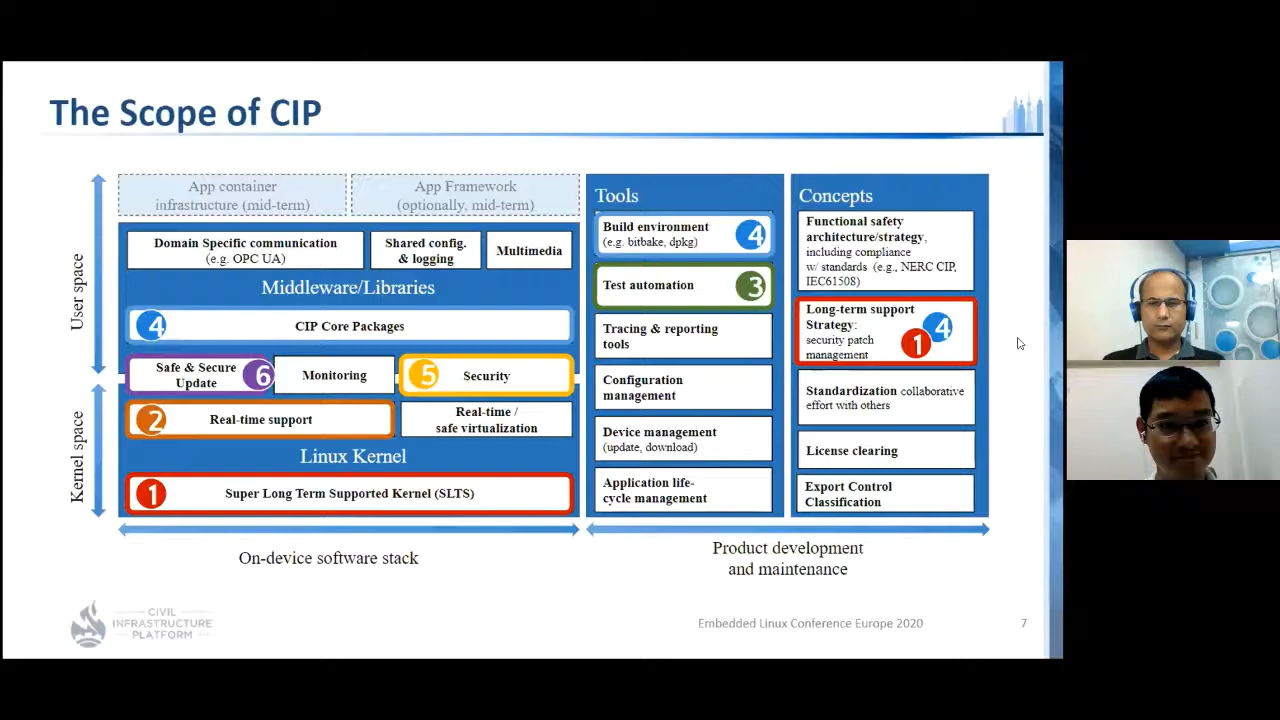 The Scope of CIP
User space
Kernel space
App container
infrastructure (mid-term)
App Framework
(optionally, mid-term)
Domain Specific communication
(e.g. OPC UA)
Shared config.
& logging
Multimedia
Middleware/Libraries
4
CIP Core Packages
Safe & Secure
Update
6
Monitoring
5
Security
2
Real-time support
Real-time /
safe virtualization
Linux Kernel
1
Super Long Term Supported Kernel (SLTS)
On-device software stack
Tools
Build environment
(e.g. bitbake, dpkg)
4
Test automation
3
Tracing & reporting
tools
Configuration
management
Device management
(update, download)
Application life-
cycle management
Concepts
Functional safety
architecture/strategy,
including compliance
w/ standards (e.g., NERC CIP,
IEC61508)
Long-term support
Strategy:
security patch
management
1
4
Standardization collaborative
effort with others
License clearing
Export Control
Classification
Product development
and maintenance
CIVIL
INFRASTRUCTURE
PLATFORM
Embedded Linux Conference Europe 2020
7